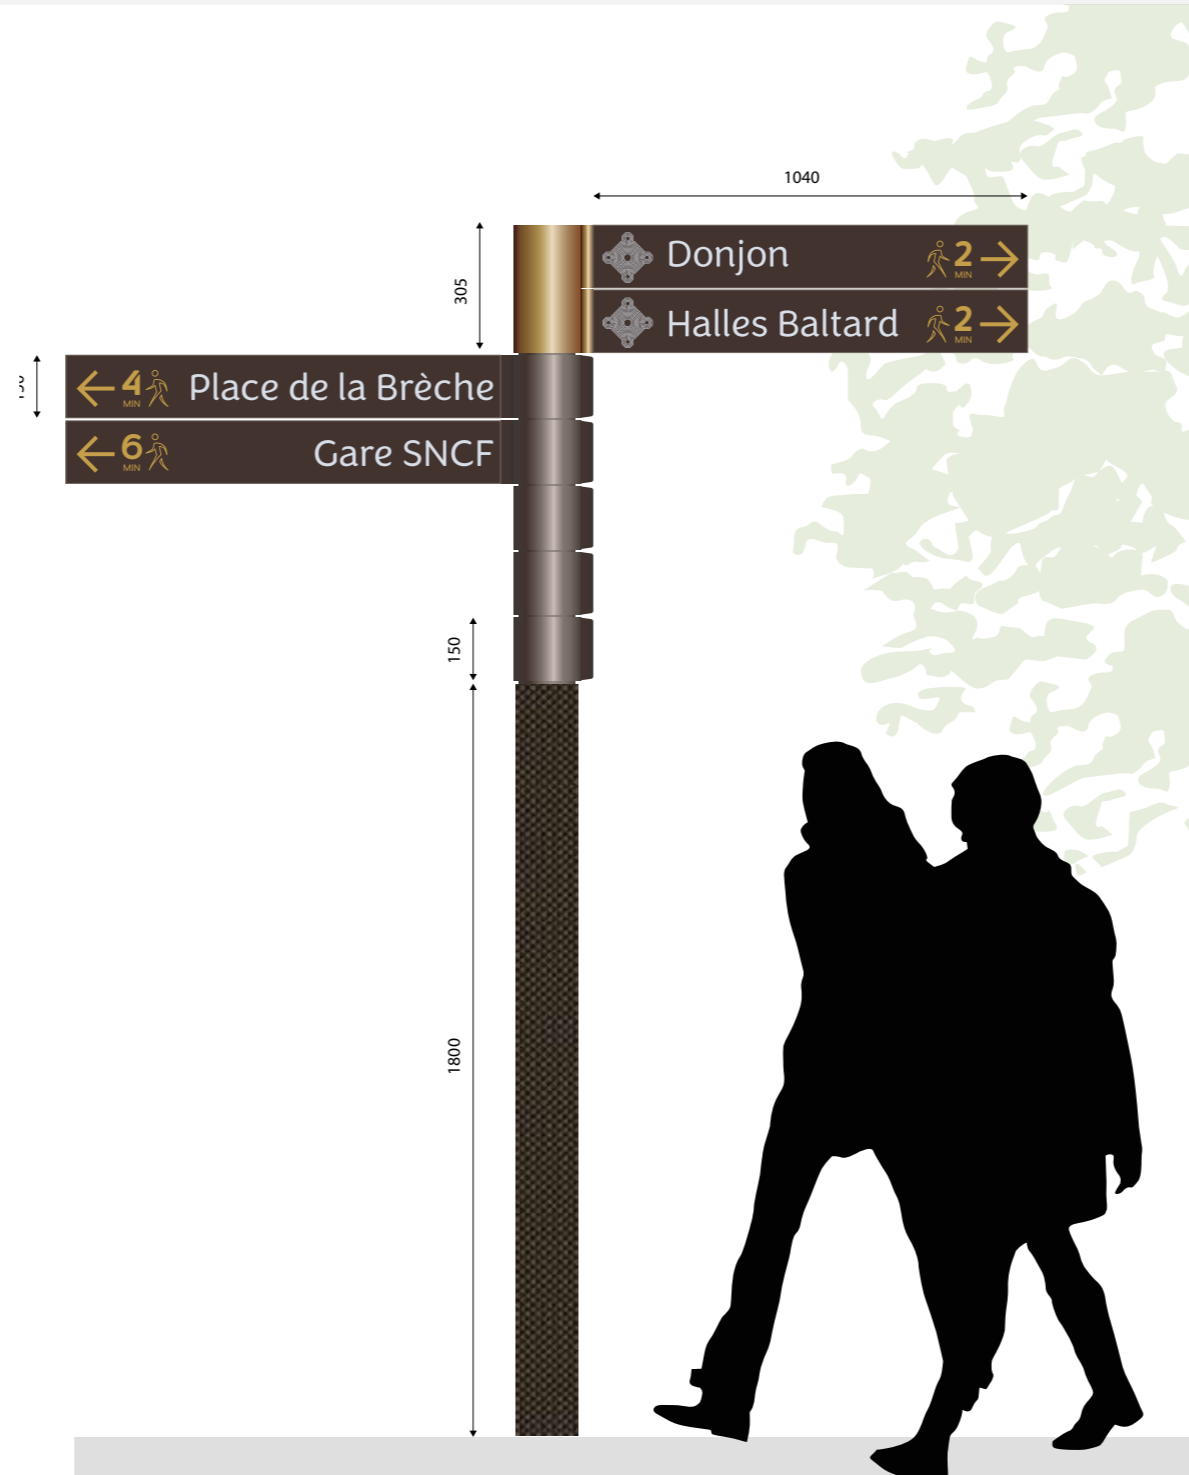 1040
305
Donjon 2 MIN
Halles Baltard 2 MIN
4 MIN Place de la Brèche
6 MIN Gare SNCF
150
1800